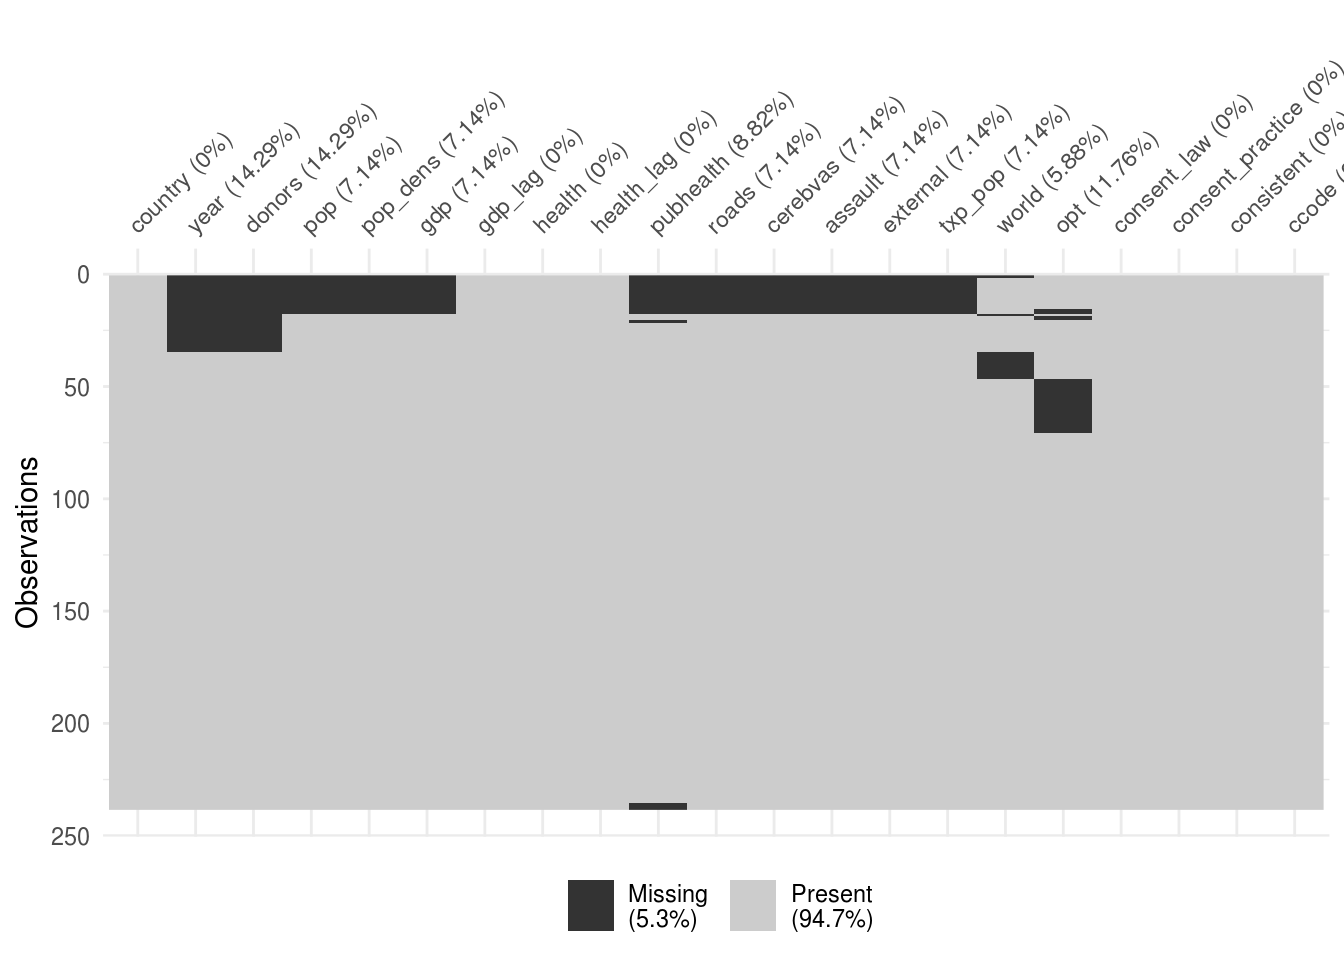 country (0%)
year (14.29%)
donors (14.29%)
pop (7.14%)
pop_dens (7.14%)
gdp (7.14%)
gdp_lag (0%)
health (0%)
health_lag (0%)
pubhealth (8.82%)
roads (7.14%)
cerebvas (7.14%)
assault (7.14%)
external (7.14%)
txp_pop (7.14%)
world (5.88%)
opt (11.76%)
consent_law (0%)
consent_practice (0%)
consistent (0%
ccode (
0
50
100
150
200
250
Observations
Missing
(5.3%)
Present
(94.7%)